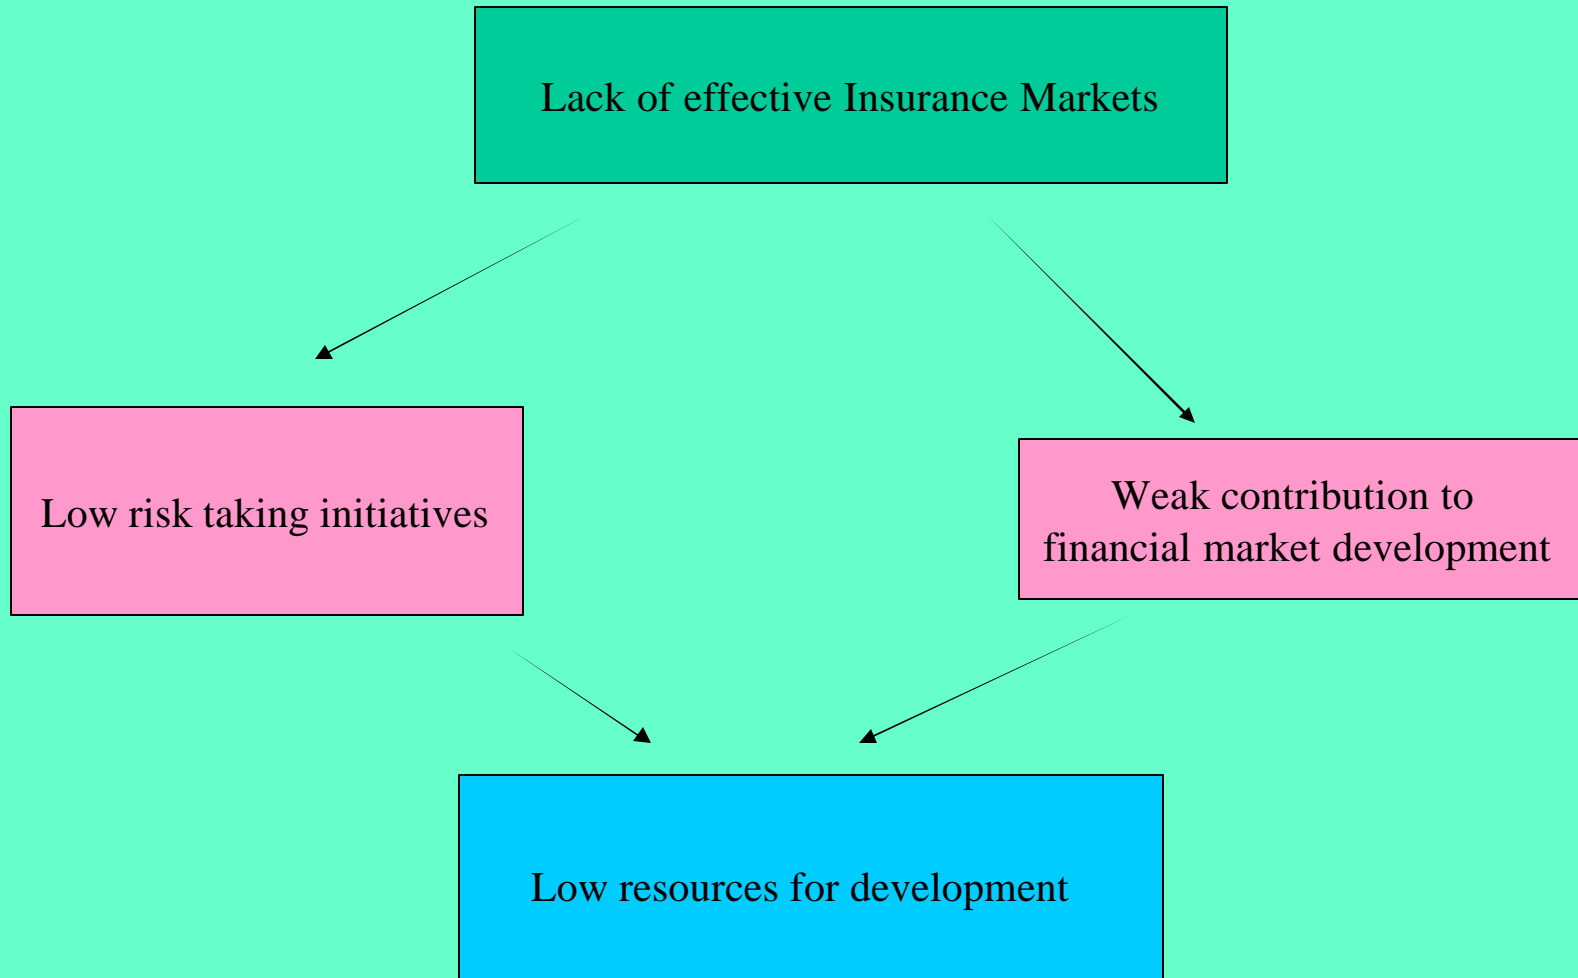 Lack of effective Insurance Markets
Low risk taking initiatives
Weak contribution to
financial market development
Low resources for development